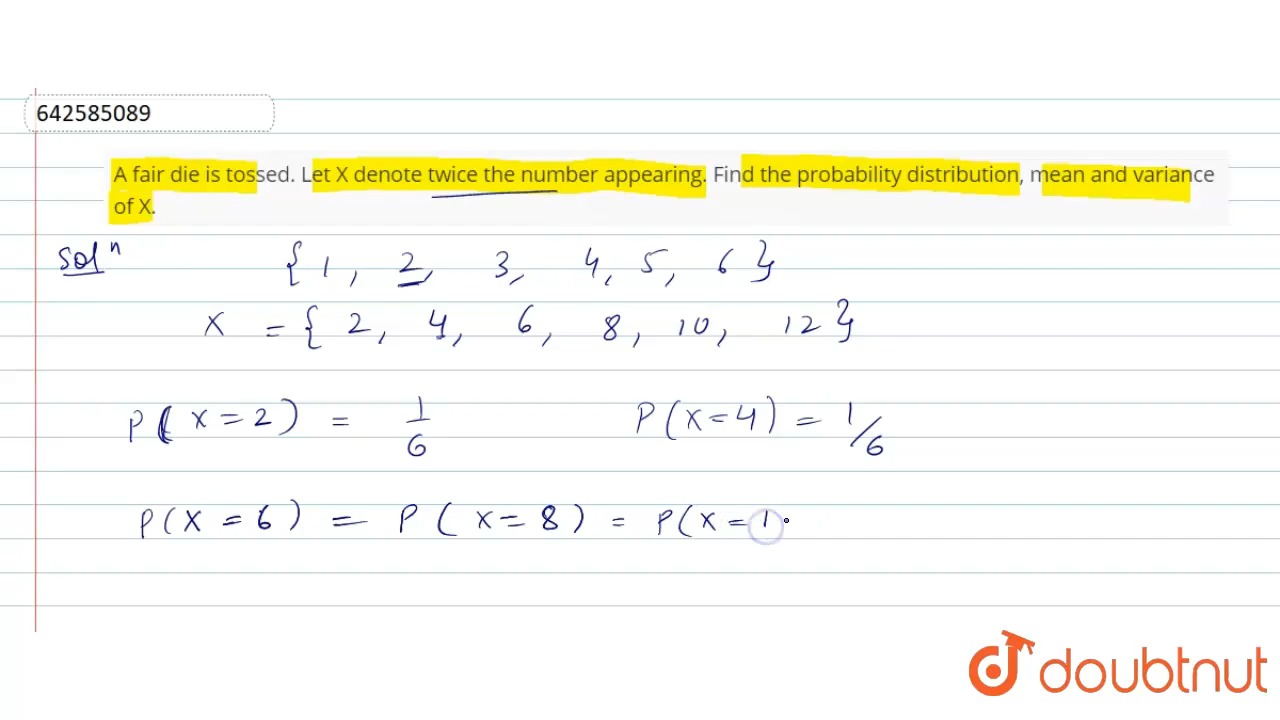 642585089
A fair die is tossed. Let X denote twice the number appearing. Find the probability distribution, mean and variance
of X.
Solⁿ { 1, 2, 3, 4, 5, 6 }
X = { 2, 4, 6, 8, 10, 12 }
P( X = 2 ) = 1/6 P( X = 4 ) = 1/6
P( X = 6 ) = P( X = 8 ) = P( X = 1
doubtnut